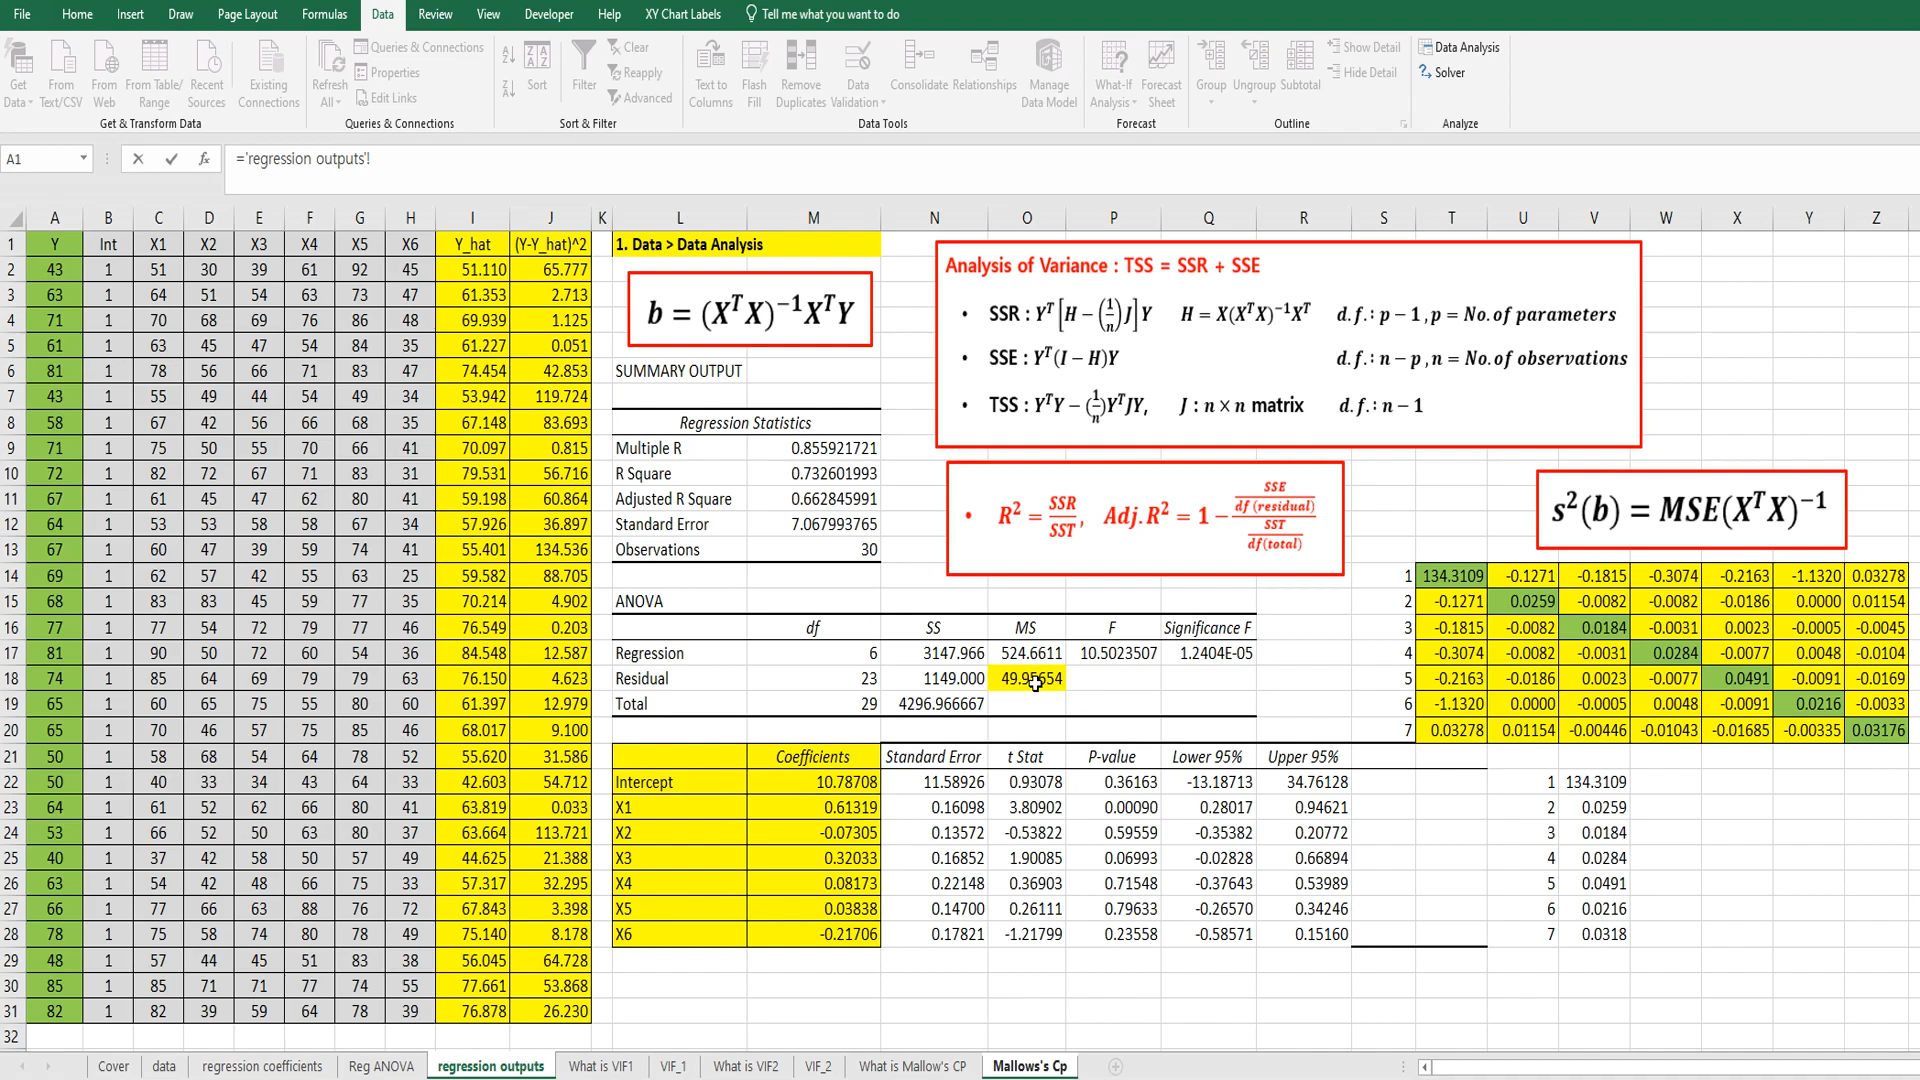 File Home Insert Draw Page Layout Formulas Data Review View Developer Help XY Chart Labels Tell me what you want to do
Get Data From Text/CSV From Web From Table/Range Recent Sources Existing Connections
Refresh All Queries & Connections Properties Edit Links
Sort Filter Clear Reapply Advanced
Text to Columns Flash Fill Remove Duplicates Data Validation Consolidate Relationships Manage Data Model
What-If Analysis Forecast Sheet Group Ungroup Subtotal Show Detail Hide Detail
Data Analysis Solver
Get & Transform Data Queries & Connections Sort & Filter Data Tools Forecast Outline Analyze
A1 fx ='regression outputs'!
A B C D E F G H I J K L M N O P Q R S T U V W X Y Z
1 Y Int X1 X2 X3 X4 X5 X6 Y_hat (Y-Y_hat)^2 1. Data > Data Analysis
2 43 1 51 30 39 61 92 45 51.110 65.777
3 63 1 64 51 54 63 73 47 61.353 2.713
4 71 1 70 68 69 76 86 48 69.939 1.125
5 61 1 63 45 47 54 84 35 61.227 0.051
6 81 1 78 56 66 71 83 47 74.454 42.853 SUMMARY OUTPUT
7 43 1 55 49 44 54 49 34 53.942 119.724
8 58 1 67 42 56 66 68 35 67.148 83.693 Regression Statistics
9 71 1 75 50 55 70 66 41 70.097 0.815 Multiple R 0.855921721
10 72 1 82 72 67 71 83 31 79.531 56.716 R Square 0.732601993
11 67 1 61 45 47 62 80 41 59.198 60.864 Adjusted R Square 0.662845991
12 64 1 53 53 58 58 67 34 57.926 36.897 Standard Error 7.067993765
13 67 1 60 47 39 59 74 41 55.401 134.536 Observations 30
b = (X^T X)^−1 X^T Y
Analysis of Variance : TSS = SSR + SSE
• SSR : Y^T [H − (1/n) J] Y H = X(X^T X)^−1 X^T d.f.: p − 1 , p = No. of parameters
• SSE : Y^T (I − H)Y d.f.: n − p , n = No. of observations
• TSS : Y^T Y − (1/n) Y^T JY, J : n × n matrix d.f.: n − 1
• R^2 = SSR/SST, Adj. R^2 = 1 − (SSE/df(residual))/(SST/df(total))
s^2(b) = MSE(X^T X)^−1
14 69 1 62 57 42 55 63 25 59.582 88.705 1 134.3109 -0.1271 -0.1815 -0.3074 -0.2163 -1.1320 0.03278
15 68 1 83 83 45 59 77 35 70.214 4.902 ANOVA 2 -0.1271 0.0259 -0.0082 -0.0082 -0.0186 0.0000 0.01154
16 77 1 77 54 72 79 77 46 76.549 0.203 df SS MS F Significance F 3 -0.1815 -0.0082 0.0184 -0.0031 0.0023 -0.0005 -0.0045
17 81 1 90 50 72 60 54 36 84.548 12.587 Regression 6 3147.966 524.6611 10.5023507 1.2404E-05 4 -0.3074 -0.0082 -0.0031 0.0284 -0.0077 0.0048 -0.0104
18 74 1 85 64 69 79 79 63 76.150 4.623 Residual 23 1149.000 49.95654 5 -0.2163 -0.0186 0.0023 -0.0077 0.0491 -0.0091 -0.0169
19 65 1 60 65 75 55 80 60 61.397 12.979 Total 29 4296.966667 6 -1.1320 0.0000 -0.0005 0.0048 -0.0091 0.0216 -0.0033
20 65 1 70 46 57 75 85 46 68.017 9.100 7 0.03278 0.01154 -0.00446 -0.01043 -0.01685 -0.00335 0.03176
21 50 1 58 68 54 64 78 52 55.620 31.586 Coefficients Standard Error t Stat P-value Lower 95% Upper 95%
22 50 1 40 33 34 43 64 33 42.603 54.712 Intercept 10.78708 11.58926 0.93078 0.36163 -13.18713 34.76128 1 134.3109
23 64 1 61 52 62 66 80 41 63.819 0.033 X1 0.61319 0.16098 3.80902 0.00090 0.28017 0.94621 2 0.0259
24 53 1 66 52 50 63 80 37 63.664 113.721 X2 -0.07305 0.13572 -0.53822 0.59559 -0.35382 0.20772 3 0.0184
25 40 1 37 42 58 50 57 49 44.625 21.388 X3 0.32033 0.16852 1.90085 0.06993 -0.02828 0.66894 4 0.0284
26 63 1 54 42 48 66 75 33 57.317 32.295 X4 0.08173 0.22148 0.36903 0.71548 -0.37643 0.53989 5 0.0491
27 66 1 77 66 63 88 76 72 67.843 3.398 X5 0.03838 0.14700 0.26111 0.79633 -0.26570 0.34246 6 0.0216
28 78 1 75 58 74 80 78 49 75.140 8.178 X6 -0.21706 0.17821 -1.21799 0.23558 -0.58571 0.15160 7 0.0318
29 48 1 57 44 45 51 83 38 56.045 64.728
30 85 1 85 71 71 77 74 55 77.661 53.868
31 82 1 82 39 59 64 78 39 76.878 26.230
32
Cover data regression coefficients Reg ANOVA regression outputs What is VIF1 VIF_1 What is VIF2 VIF_2 What is Mallow's CP Mallows's Cp